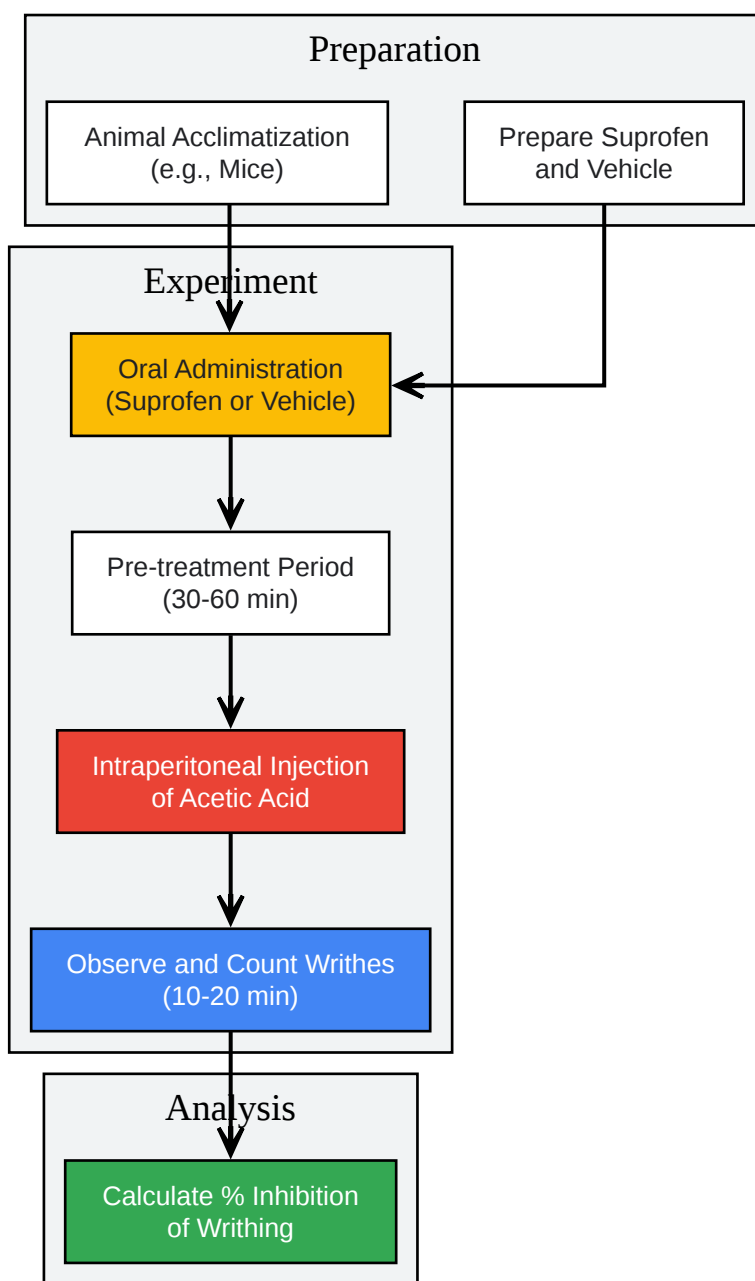 Preparation
Animal Acclimatization
(e.g., Mice)
Prepare Suprofen
and Vehicle
Experiment
Oral Administration
(Suprofen or Vehicle)
Pre-treatment Period
(30-60 min)
Intraperitoneal Injection
of Acetic Acid
Observe and Count Writhes
(10-20 min)
Analysis
Calculate % Inhibition
of Writhing